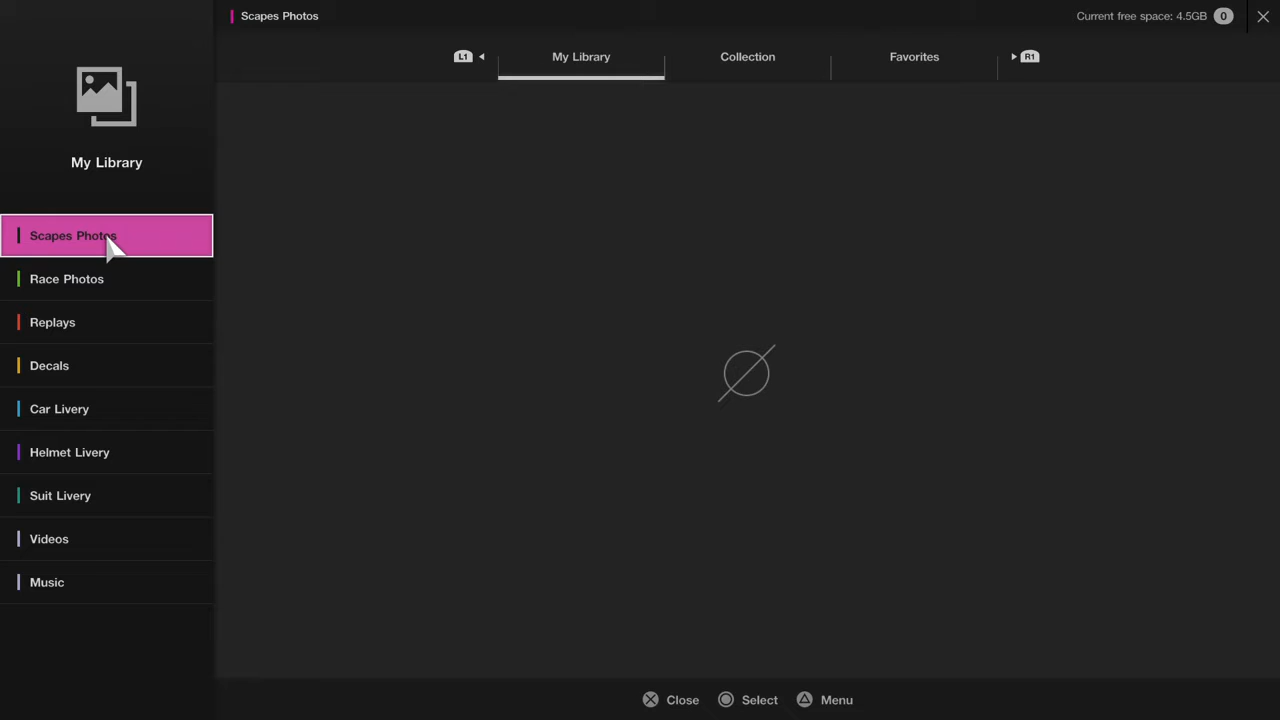 Scapes Photos
Current free space: 4.5GB 0
L1 My Library Collection Favorites R1
My Library
Scapes Photos
Race Photos
Replays
Decals
Car Livery
Helmet Livery
Suit Livery
Videos
Music
Close Select Menu